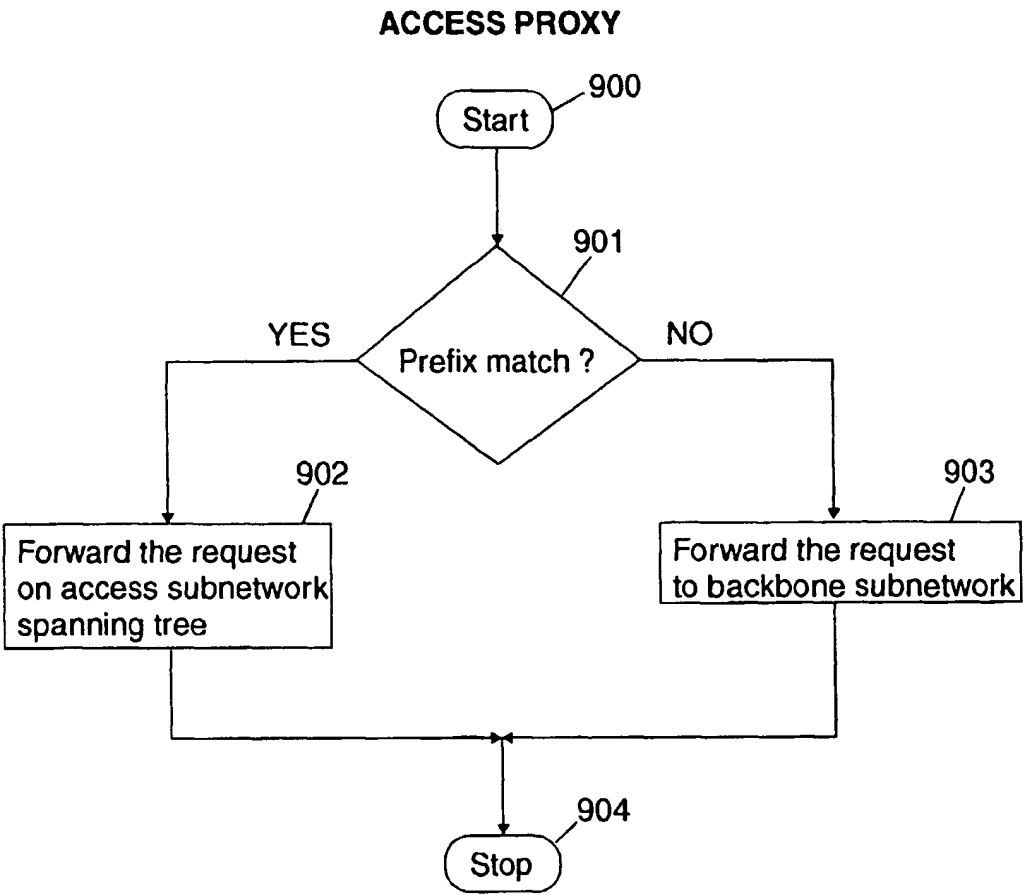 ACCESS PROXY
900
Start
901
YES
NO
Prefix match ?
902
903
Forward the request
on access subnetwork
spanning tree
Forward the request
to backbone subnetwork
904
Stop